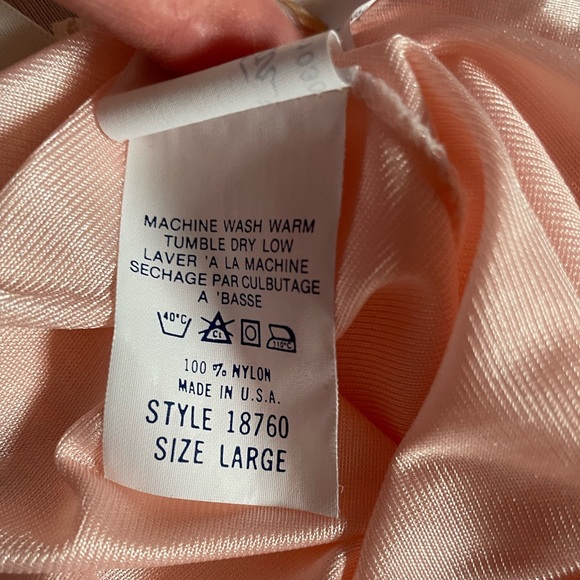 MACHINE WASH WARM
TUMBLE DRY LOW
LAVER 'A LA MACHINE
SECHAGE PAR CULBUTAGE
A 'BASSE
40°C Cl 110°C
100 % NYLON
MADE IN U.S.A.
STYLE 18760
SIZE LARGE